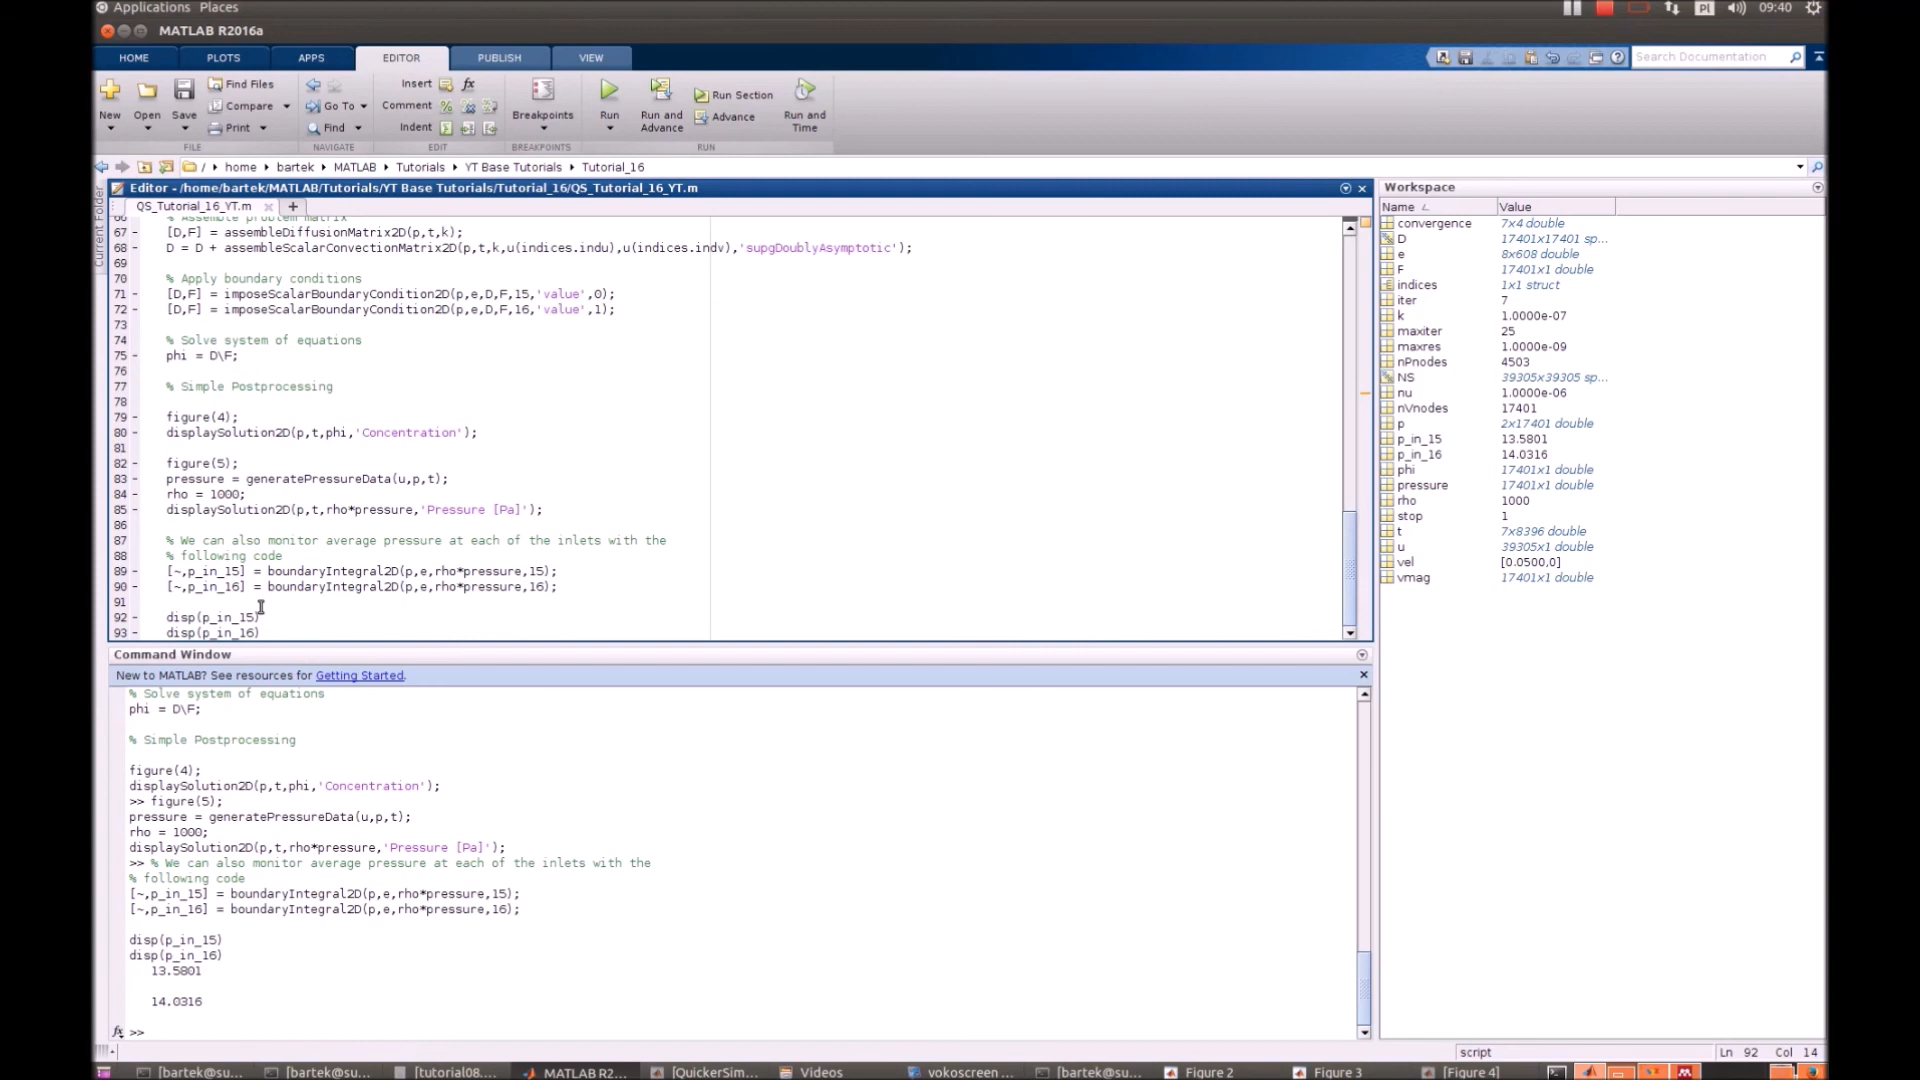 Applications Places
Pl 09:40
MATLAB R2016a
HOME PLOTS APPS EDITOR PUBLISH VIEW
Search Documentation
New Open Save Find Files Compare Print
Insert fx Comment Indent
Go To Find
Breakpoints Run Run and Advance Run Section Advance Run and Time
FILE NAVIGATE EDIT BREAKPOINTS RUN
/ home bartek MATLAB Tutorials YT Base Tutorials Tutorial_16
Current Folder
Editor - /home/bartek/MATLAB/Tutorials/YT Base Tutorials/Tutorial_16/QS_Tutorial_16_YT.m
QS_Tutorial_16_YT.m
66 % Assemble problem matrix
67 - [D,F] = assembleDiffusionMatrix2D(p,t,k);
68 - D = D + assembleScalarConvectionMatrix2D(p,t,k,u(indices.indu),u(indices.indv),'supgDoublyAsymptotic');
69
70 % Apply boundary conditions
71 - [D,F] = imposeScalarBoundaryCondition2D(p,e,D,F,15,'value',0);
72 - [D,F] = imposeScalarBoundaryCondition2D(p,e,D,F,16,'value',1);
73
74 % Solve system of equations
75 - phi = D\F;
76
77 % Simple Postprocessing
78
79 - figure(4);
80 - displaySolution2D(p,t,phi,'Concentration');
81
82 - figure(5);
83 - pressure = generatePressureData(u,p,t);
84 - rho = 1000;
85 - displaySolution2D(p,t,rho*pressure,'Pressure [Pa]');
86
87 % We can also monitor average pressure at each of the inlets with the
88 % following code
89 - [~,p_in_15] = boundaryIntegral2D(p,e,rho*pressure,15);
90 - [~,p_in_16] = boundaryIntegral2D(p,e,rho*pressure,16);
91
92 - disp(p_in_15)
93 - disp(p_in_16)
Command Window
New to MATLAB? See resources for Getting Started.
% Solve system of equations
phi = D\F;
% Simple Postprocessing
figure(4);
displaySolution2D(p,t,phi,'Concentration');
>> figure(5);
pressure = generatePressureData(u,p,t);
rho = 1000;
displaySolution2D(p,t,rho*pressure,'Pressure [Pa]');
>> % We can also monitor average pressure at each of the inlets with the
% following code
[~,p_in_15] = boundaryIntegral2D(p,e,rho*pressure,15);
[~,p_in_16] = boundaryIntegral2D(p,e,rho*pressure,16);
disp(p_in_15)
disp(p_in_16)
13.5801
14.0316
fx >>
Workspace
Name Value
convergence 7x4 double
D 17401x17401 sp...
e 8x608 double
F 17401x1 double
indices 1x1 struct
iter 7
k 1.0000e-07
maxiter 25
maxres 1.0000e-09
nPnodes 4503
NS 39305x39305 sp...
nu 1.0000e-06
nVnodes 17401
p 2x17401 double
p_in_15 13.5801
p_in_16 14.0316
phi 17401x1 double
pressure 17401x1 double
rho 1000
stop 1
t 7x8396 double
u 39305x1 double
vel [0.0500,0]
vmag 17401x1 double
script Ln 92 Col 14
[bartek@su... [bartek@su... [tutorial08.... MATLAB R2... [QuickerSim... Videos vokoscreen ... [bartek@su... Figure 2 Figure 3 [Figure 4]